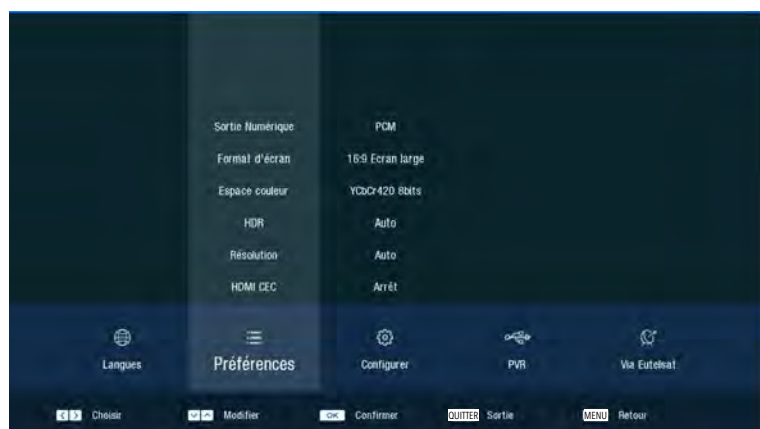 Sortie Numérique PCM
Format d'écran 16:9 Ecran large
Espace couleur YCbCr420 8bits
HDR Auto
Résolution Auto
HDMI CEC Arrêt
Langues Préférences Configurer PVR Via Eutelsat
Choisir Modifier OK Confirmer QUITTER Sortie MENU Retour